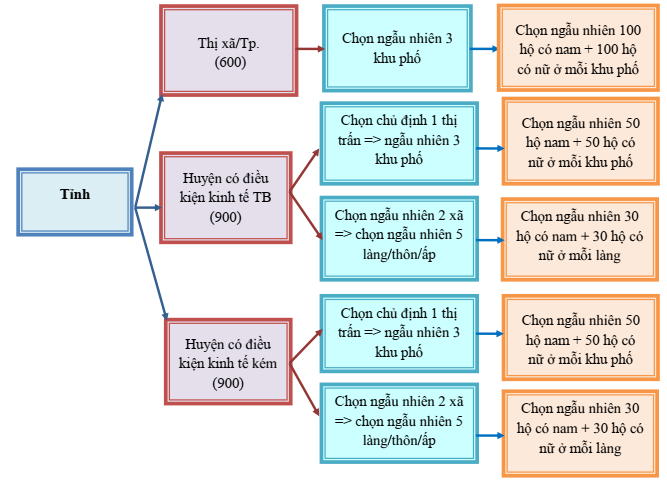 Tỉnh
Thị xã/Tp.
(600)
Chọn ngẫu nhiên 3
khu phố
Chọn ngẫu nhiên 100
hộ có nam + 100 hộ
có nữ ở mỗi khu phố
Huyện có điều
kiện kinh tế TB
(900)
Chọn chủ định 1 thị
trấn => ngẫu nhiên 3
khu phố
Chọn ngẫu nhiên 50
hộ nam + 50 hộ có
nữ ở mỗi khu phố
Chọn ngẫu nhiên 2 xã
=> chọn ngẫu nhiên 5
làng/thôn/ấp
Chọn ngẫu nhiên 30
hộ có nam + 30 hộ có
nữ ở mỗi làng
Huyện có điều
kiện kinh tế kém
(900)
Chọn chủ định 1 thị
trấn => ngẫu nhiên 3
khu phố
Chọn ngẫu nhiên 50
hộ nam + 50 hộ có
nữ ở mỗi khu phố
Chọn ngẫu nhiên 2 xã
=> chọn ngẫu nhiên 5
làng/thôn/ấp
Chọn ngẫu nhiên 30
hộ có nam + 30 hộ có
nữ ở mỗi làng